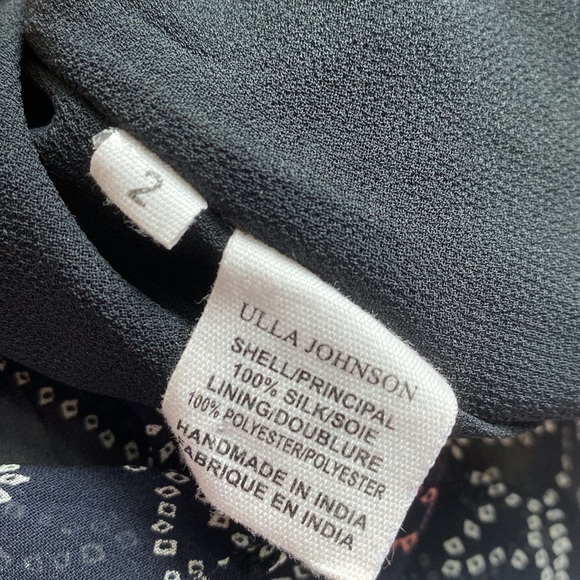 2
ULLA JOHNSON
SHELL/PRINCIPAL
100% SILK/SOIE
LINING/DOUBLURE
100% POLYESTER/POLYESTER
HANDMADE IN INDIA
FABRIQUE EN INDIA